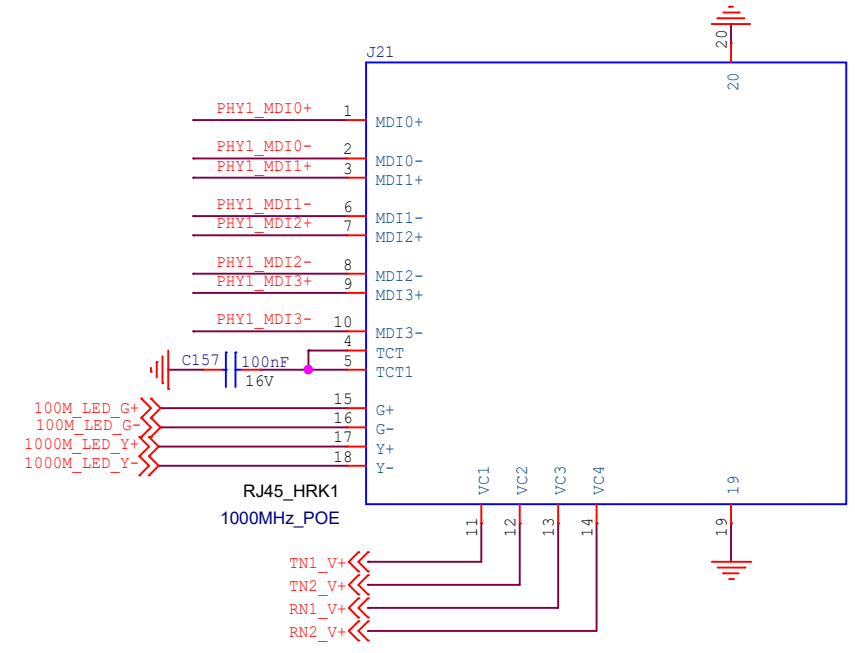 J21
20
20
PHY1_MDI0+ 1 MDI0+
PHY1_MDI0- 2 MDI0-
PHY1_MDI1+ 3 MDI1+
PHY1_MDI1- 6 MDI1-
PHY1_MDI2+ 7 MDI2+
PHY1_MDI2- 8 MDI2-
PHY1_MDI3+ 9 MDI3+
PHY1_MDI3- 10 MDI3-
4 TCT
C157 100nF 5 TCT1
16V
100M_LED_G+ 15 G+
100M_LED_G- 16 G-
1000M_LED_Y+ 17 Y+
1000M_LED_Y- 18 Y-
RJ45_HRK1
1000MHz_POE
VC1 VC2 VC3 VC4 19
11 12 13 14 19
TN1_V+
TN2_V+
RN1_V+
RN2_V+